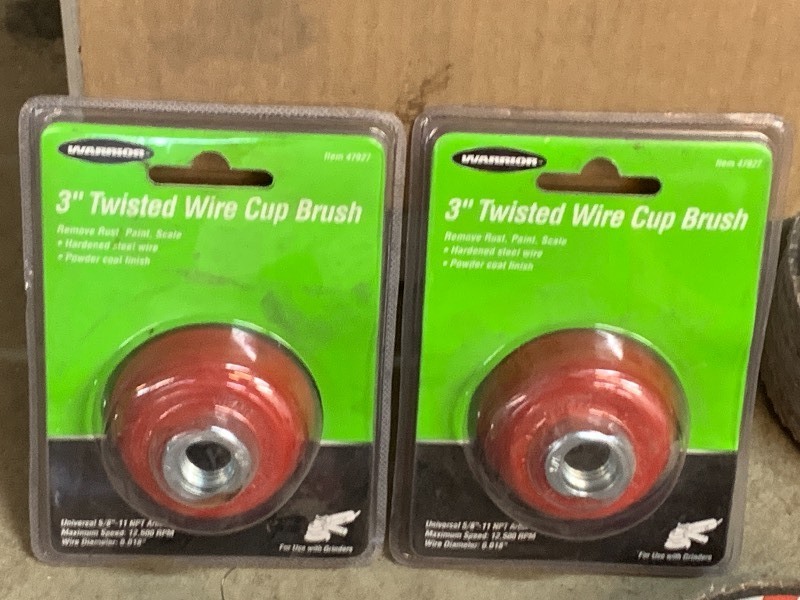 WARRIOR
Item 47827
3" Twisted Wire Cup Brush
Remove Rust, Paint, Scale
• Hardened steel wire
• Powder coat finish
Universal 5/8"-11 NPT
Maximum Speed: 12,500 RPM
Wire Diameter: 0.018"
For Use with Grinders
WARRIOR
Item 47827
3" Twisted Wire Cup Brush
Remove Rust, Paint, Scale
• Hardened steel wire
• Powder coat finish
Universal 5/8"-11 NPT
Maximum Speed: 12,500 RPM
Wire Diameter: 0.018"
For Use with Grinders